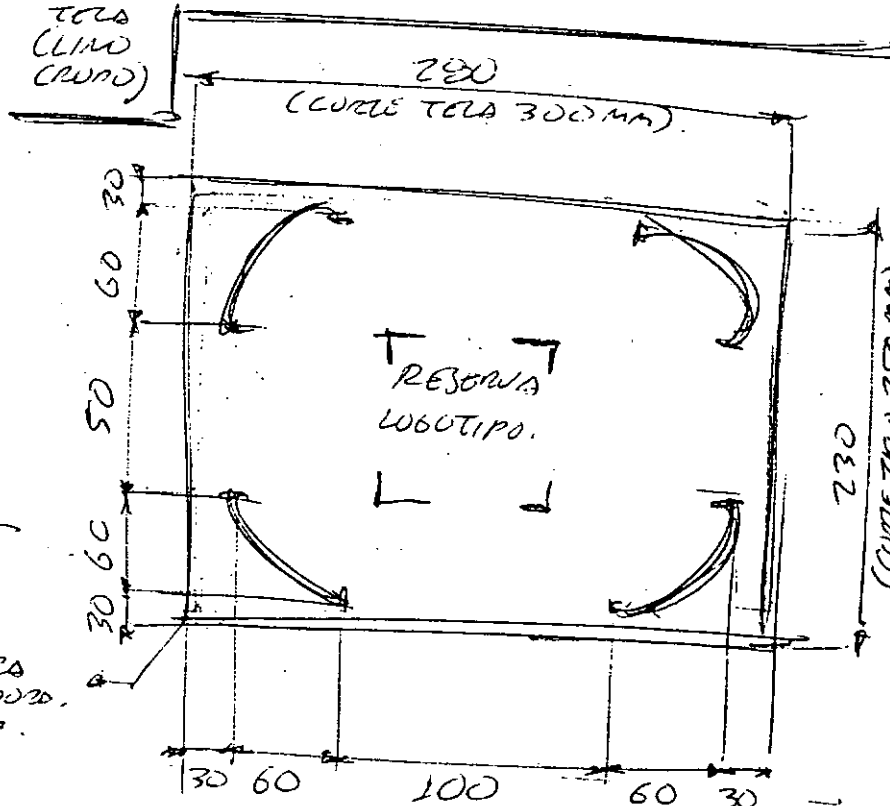 TELA
(LINO
CRUDO)
280
(CORTE TELA 300 MM).
30
60
50
60
30
RESERVA
LOGOTIPO.
230
30 60 100 60 30